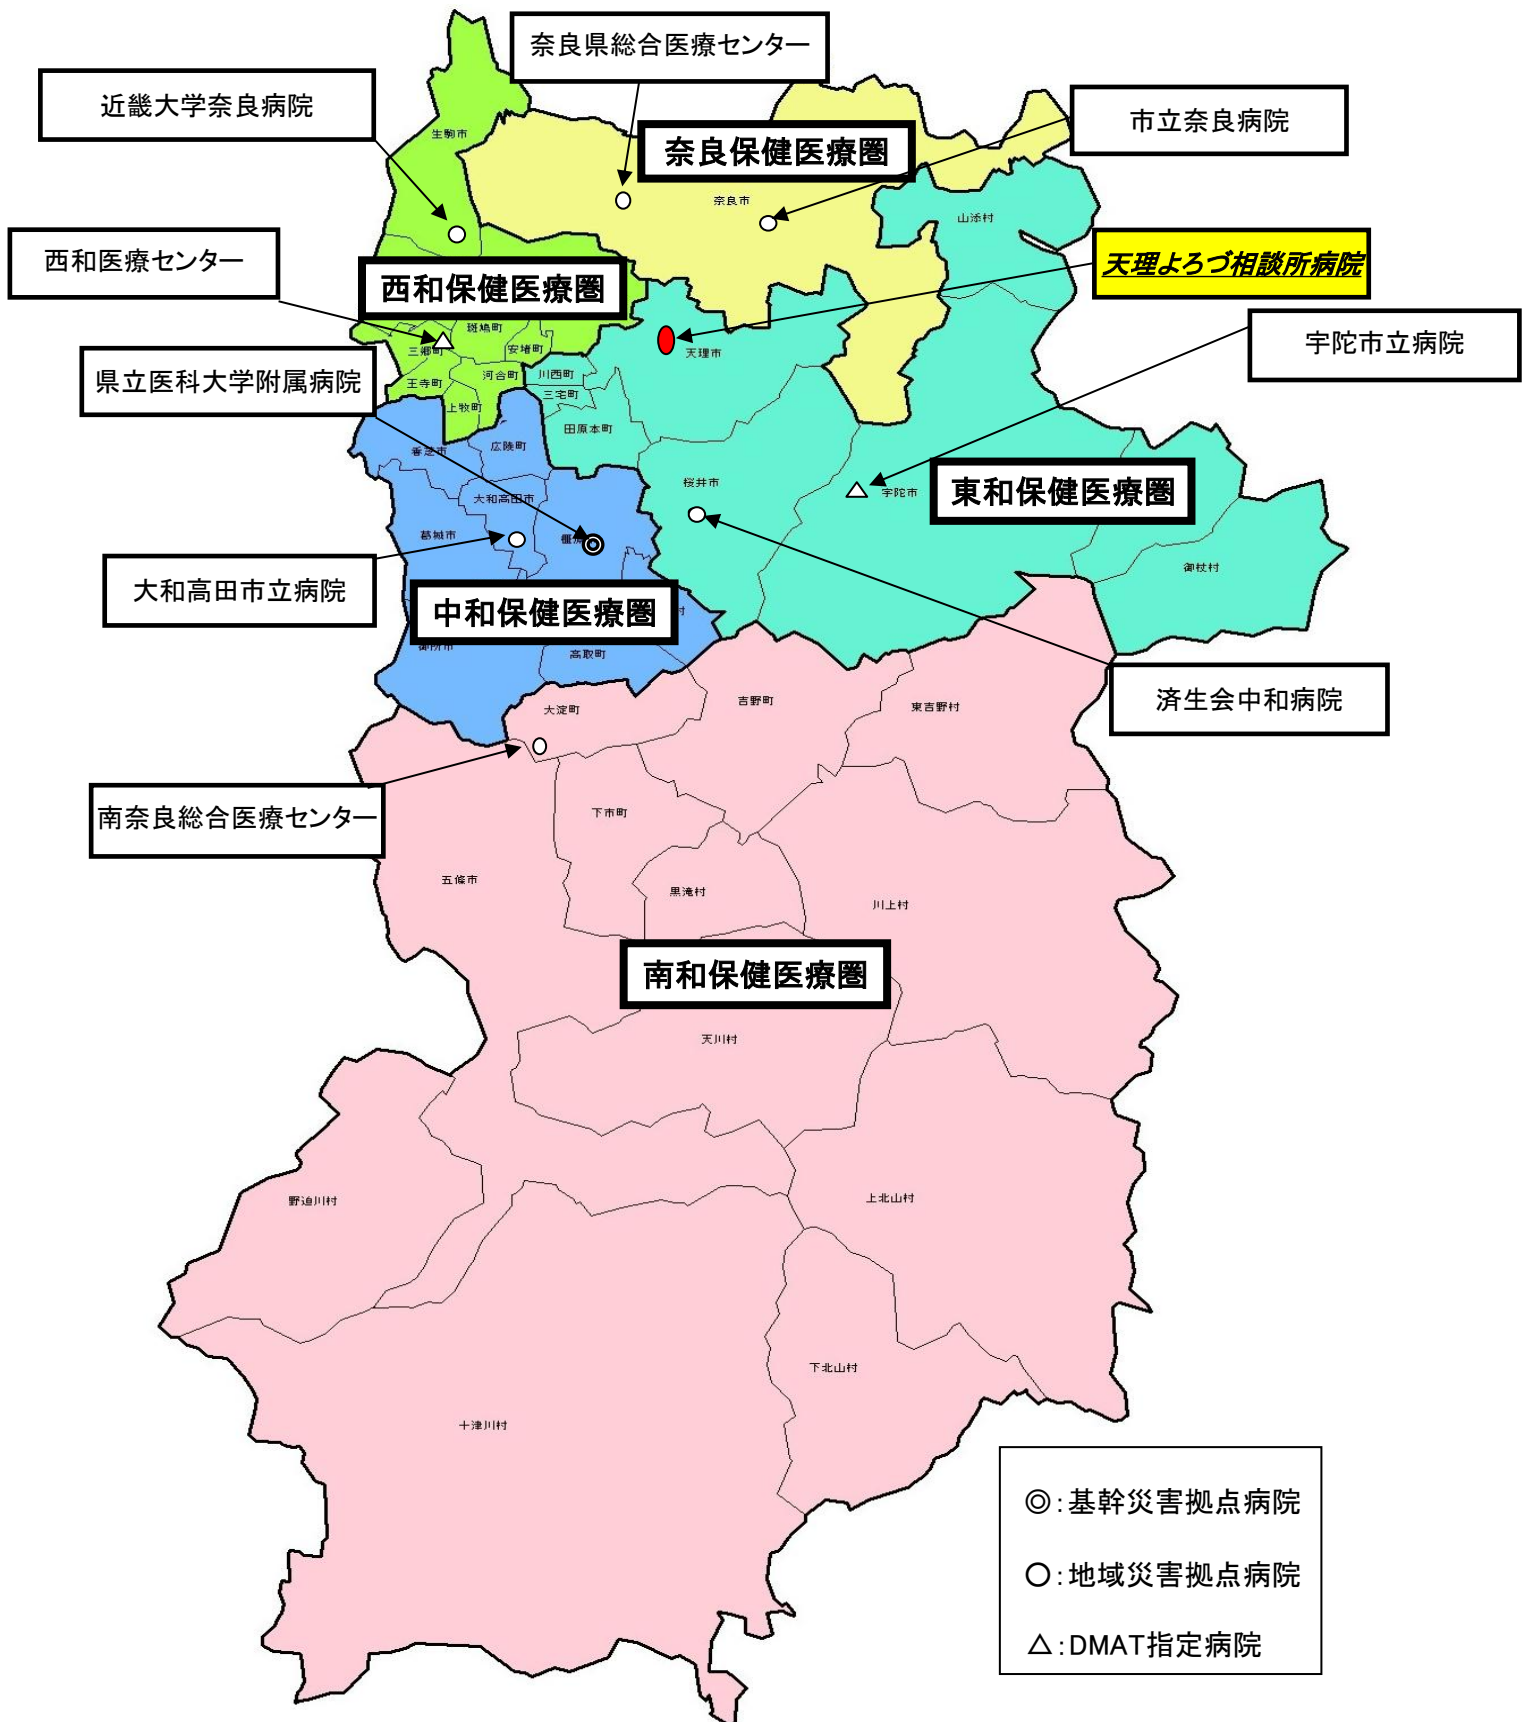 奈良県総合医療センター
近畿大学奈良病院
市立奈良病院
生駒市
奈良保健医療圏
奈良市
山添村
西和医療センター
天理よろづ相談所病院
西和保健医療圏
斑鳩町
三郷町
安堵町
天理市
宇陀市立病院
県立医科大学附属病院
王寺町
河合町
川西町
三宅町
上牧町
田原本町
広陵町
香芝市
桜井市
宇陀市
東和保健医療圏
大和高田市
葛城市
御杖村
大和高田市立病院
中和保健医療圏
村
御所市
高取町
済生会中和病院
大淀町
吉野町
東吉野村
南奈良総合医療センター
下市町
五條市
黒滝村
川上村
南和保健医療圏
天川村
野迫川村
上北山村
下北山村
十津川村
◎:基幹災害拠点病院
○:地域災害拠点病院
△:DMAT指定病院